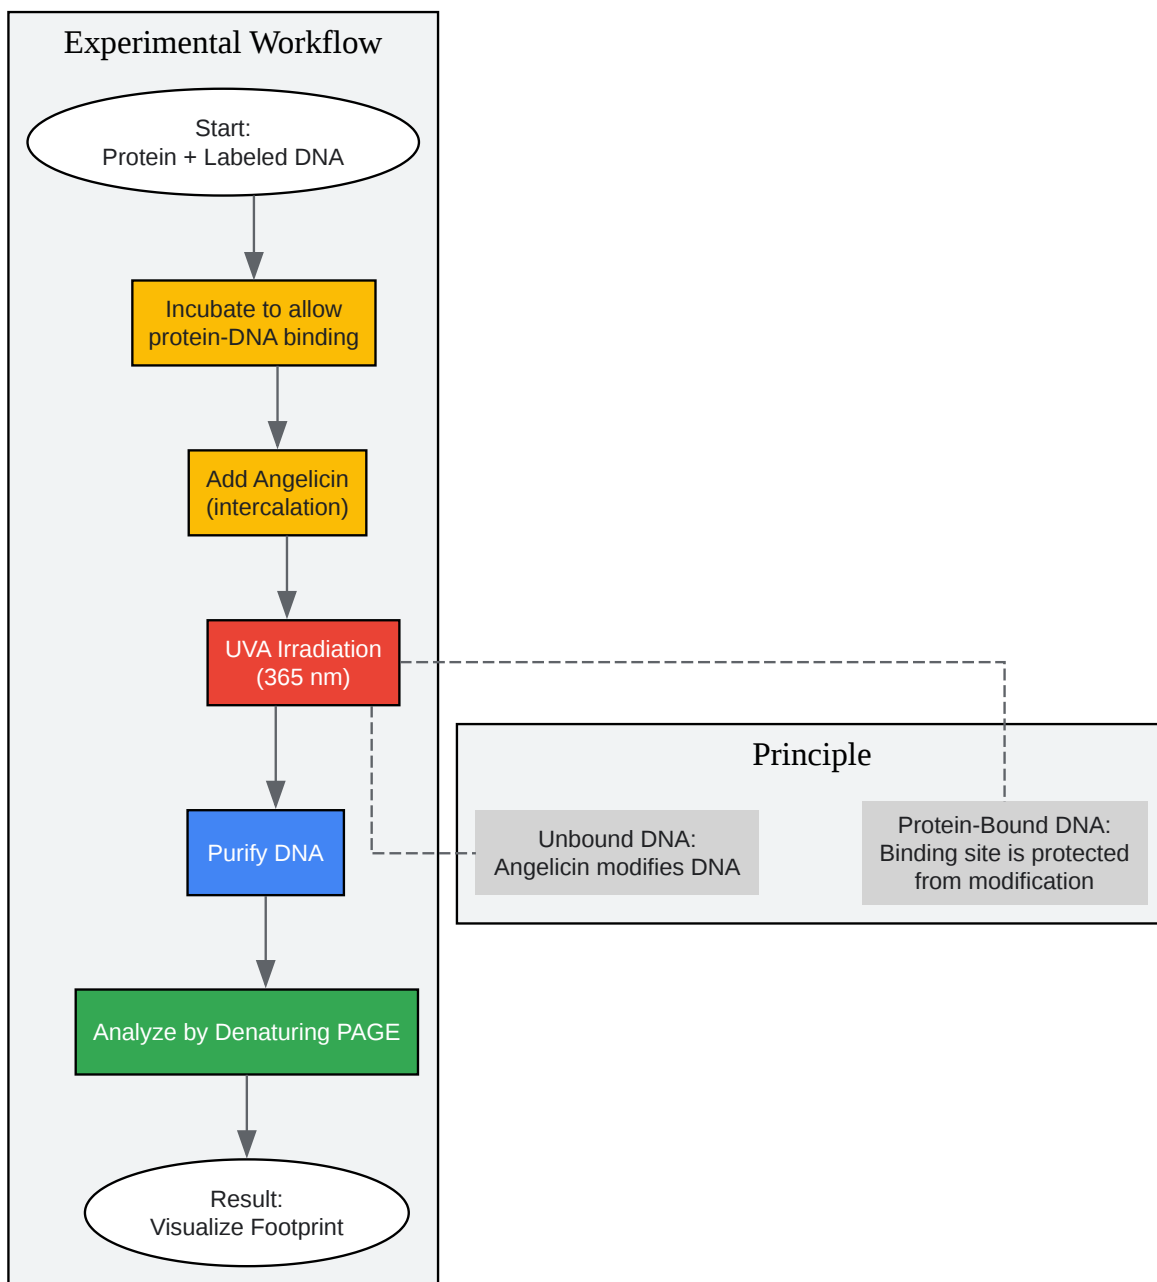 Experimental Workflow
Start:
Protein + Labeled DNA
Incubate to allow
protein-DNA binding
Add Angelicin
(intercalation)
UVA Irradiation
(365 nm)
Purify DNA
Analyze by Denaturing PAGE
Result:
Visualize Footprint
Principle
Unbound DNA:
Angelicin modifies DNA
Protein-Bound DNA:
Binding site is protected
from modification